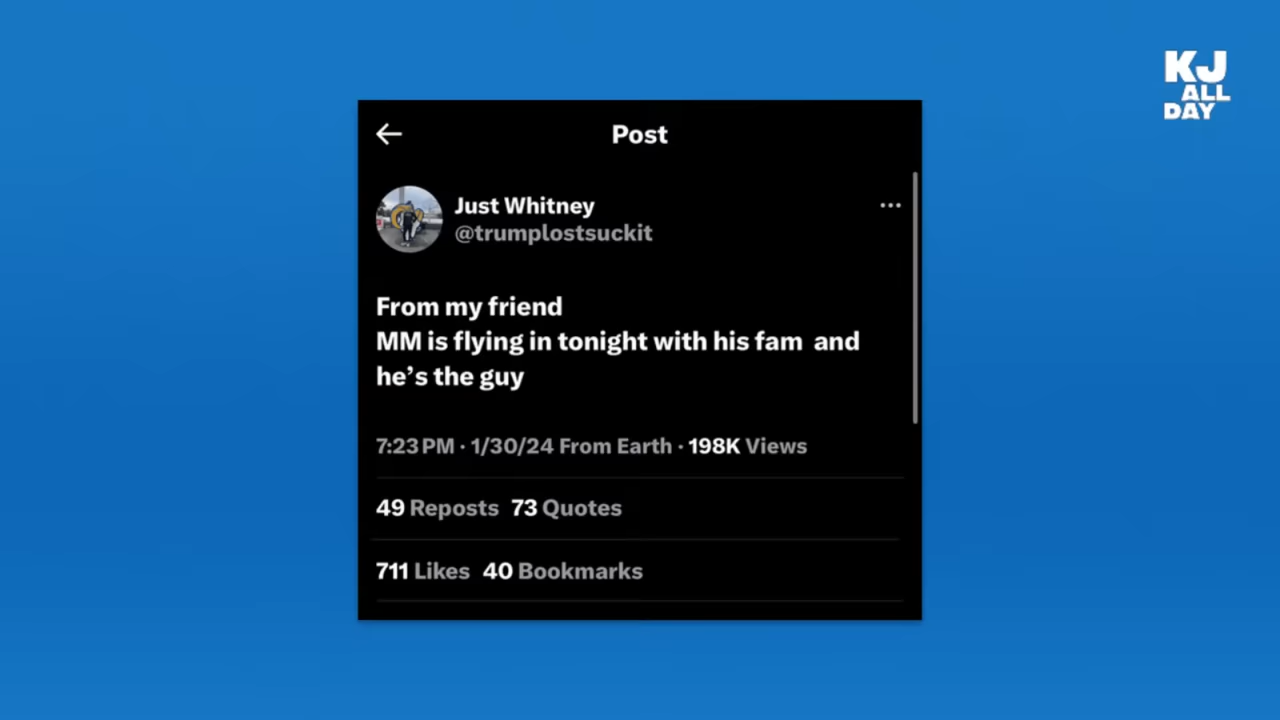 KJ
ALL
DAY
Post
Just Whitney
@trumplostsuckit
From my friend
MM is flying in tonight with his fam  and
he’s the guy
7:23 PM · 1/30/24 From Earth · 198K Views
49 Reposts 73 Quotes
711 Likes 40 Bookmarks